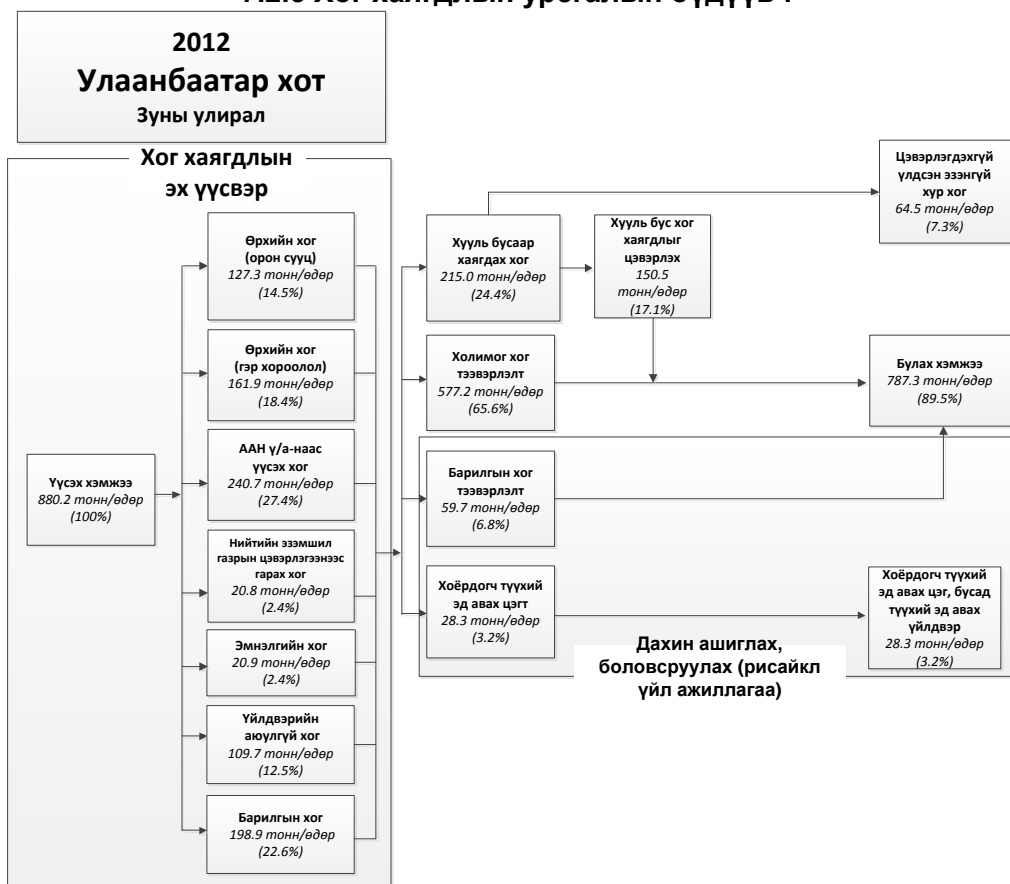 2012
Улаанбаатар хот
Зуны улирал
Хог хаягдлын
эх үүсвэр
Үүсэх хэмжээ
880.2 тонн/өдөр
(100%)
Өрхийн хог
(орон сууц)
127.3 тонн/өдөр
(14.5%)
Өрхийн хог
(гэр хороолол)
161.9 тонн/өдөр
(18.4%)
ААН ү/а-наас
үүсэх хог
240.7 тонн/өдөр
(27.4%)
Нийтийн эзэмшил
газрын цэвэрлэгээнээс
гарах хог
20.8 тонн/өдөр
(2.4%)
Эмнэлгийн хог
20.9 тонн/өдөр
(2.4%)
Үйлдвэрийн
аюулгүй хог
109.7 тонн/өдөр
(12.5%)
Барилгын хог
198.9 тонн/өдөр
(22.6%)
Хууль бусаар
хаягдах хог
215.0 тонн/өдөр
(24.4%)
Хууль бус хог
хаягдлыг
цэвэрлэх
150.5
тонн/өдөр
(17.1%)
Цэвэрлэгдэхгүй
үлдсэн эзэнгүй
хур хог
64.5 тонн/өдөр
(7.3%)
Холимог хог
тээвэрлэлт
577.2 тонн/өдөр
(65.6%)
Булах хэмжээ
787.3 тонн/өдөр
(89.5%)
Барилгын хог
тээвэрлэлт
59.7 тонн/өдөр
(6.8%)
Хоёрдогч түүхий
эд авах цэгт
28.3 тонн/өдөр
(3.2%)
Хоёрдогч түүхий
эд авах цэг, бусад
түүхий эд авах
үйлдвэр
28.3 тонн/өдөр
(3.2%)
Дахин ашиглах,
боловсруулах (рисайкл
үйл ажиллагаа)